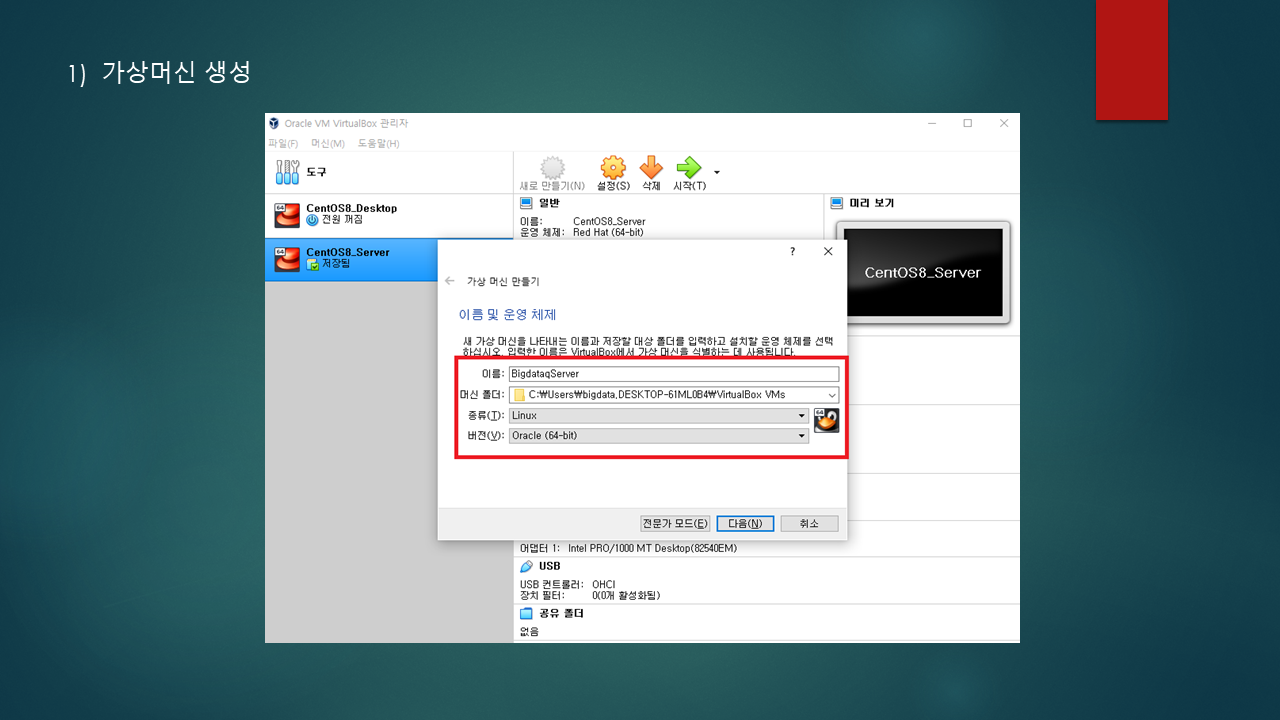 1) 가상머신 생성
Oracle VM VirtualBox 관리자
파일(F) 머신(M) 도움말(H)
도구
새로 만들기(N) 설정(S) 삭제 시작(T)
64 CentOS8_Desktop
전원 꺼짐
64 CentOS8_Server
저장됨
일반
이름: CentOS8_Server
운영 체제: Red Hat (64-bit)
미리 보기
CentOS8_Server
?
가상 머신 만들기
이름 및 운영 체제
새 가상 머신을 나타내는 이름과 저장할 대상 폴더를 입력하고 설치할 운영 체제를 선택
하십시오. 입력한 이름은 VirtualBox에서 가상 머신을 식별하는 데 사용됩니다.
이름: BigdataqServer
머신 폴더: C:₩Users₩bigdata.DESKTOP-61ML0B4₩VirtualBox VMs
종류(T): Linux
64
버전(V): Oracle (64-bit)
전문가 모드(E) 다음(N) 취소
어댑터 1: Intel PRO/1000 MT Desktop(82540EM)
USB
USB 컨트롤러: OHCI
장치 필터: 0(0개 활성화됨)
공유 폴더
없음